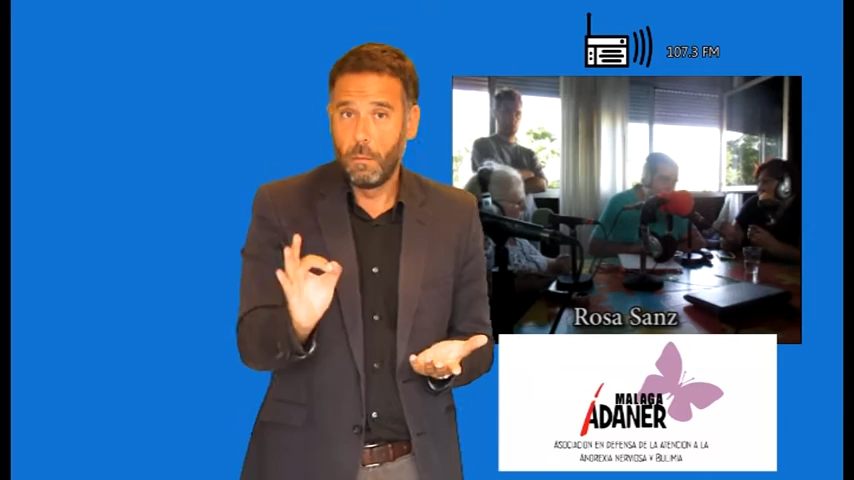 107.3 FM
Rosa Sanz
MALAGA
ADANER
ASOCIACION EN DEFENSA DE LA ATENCION A LA
ANOREXIA NERVIOSA Y BULIMIA